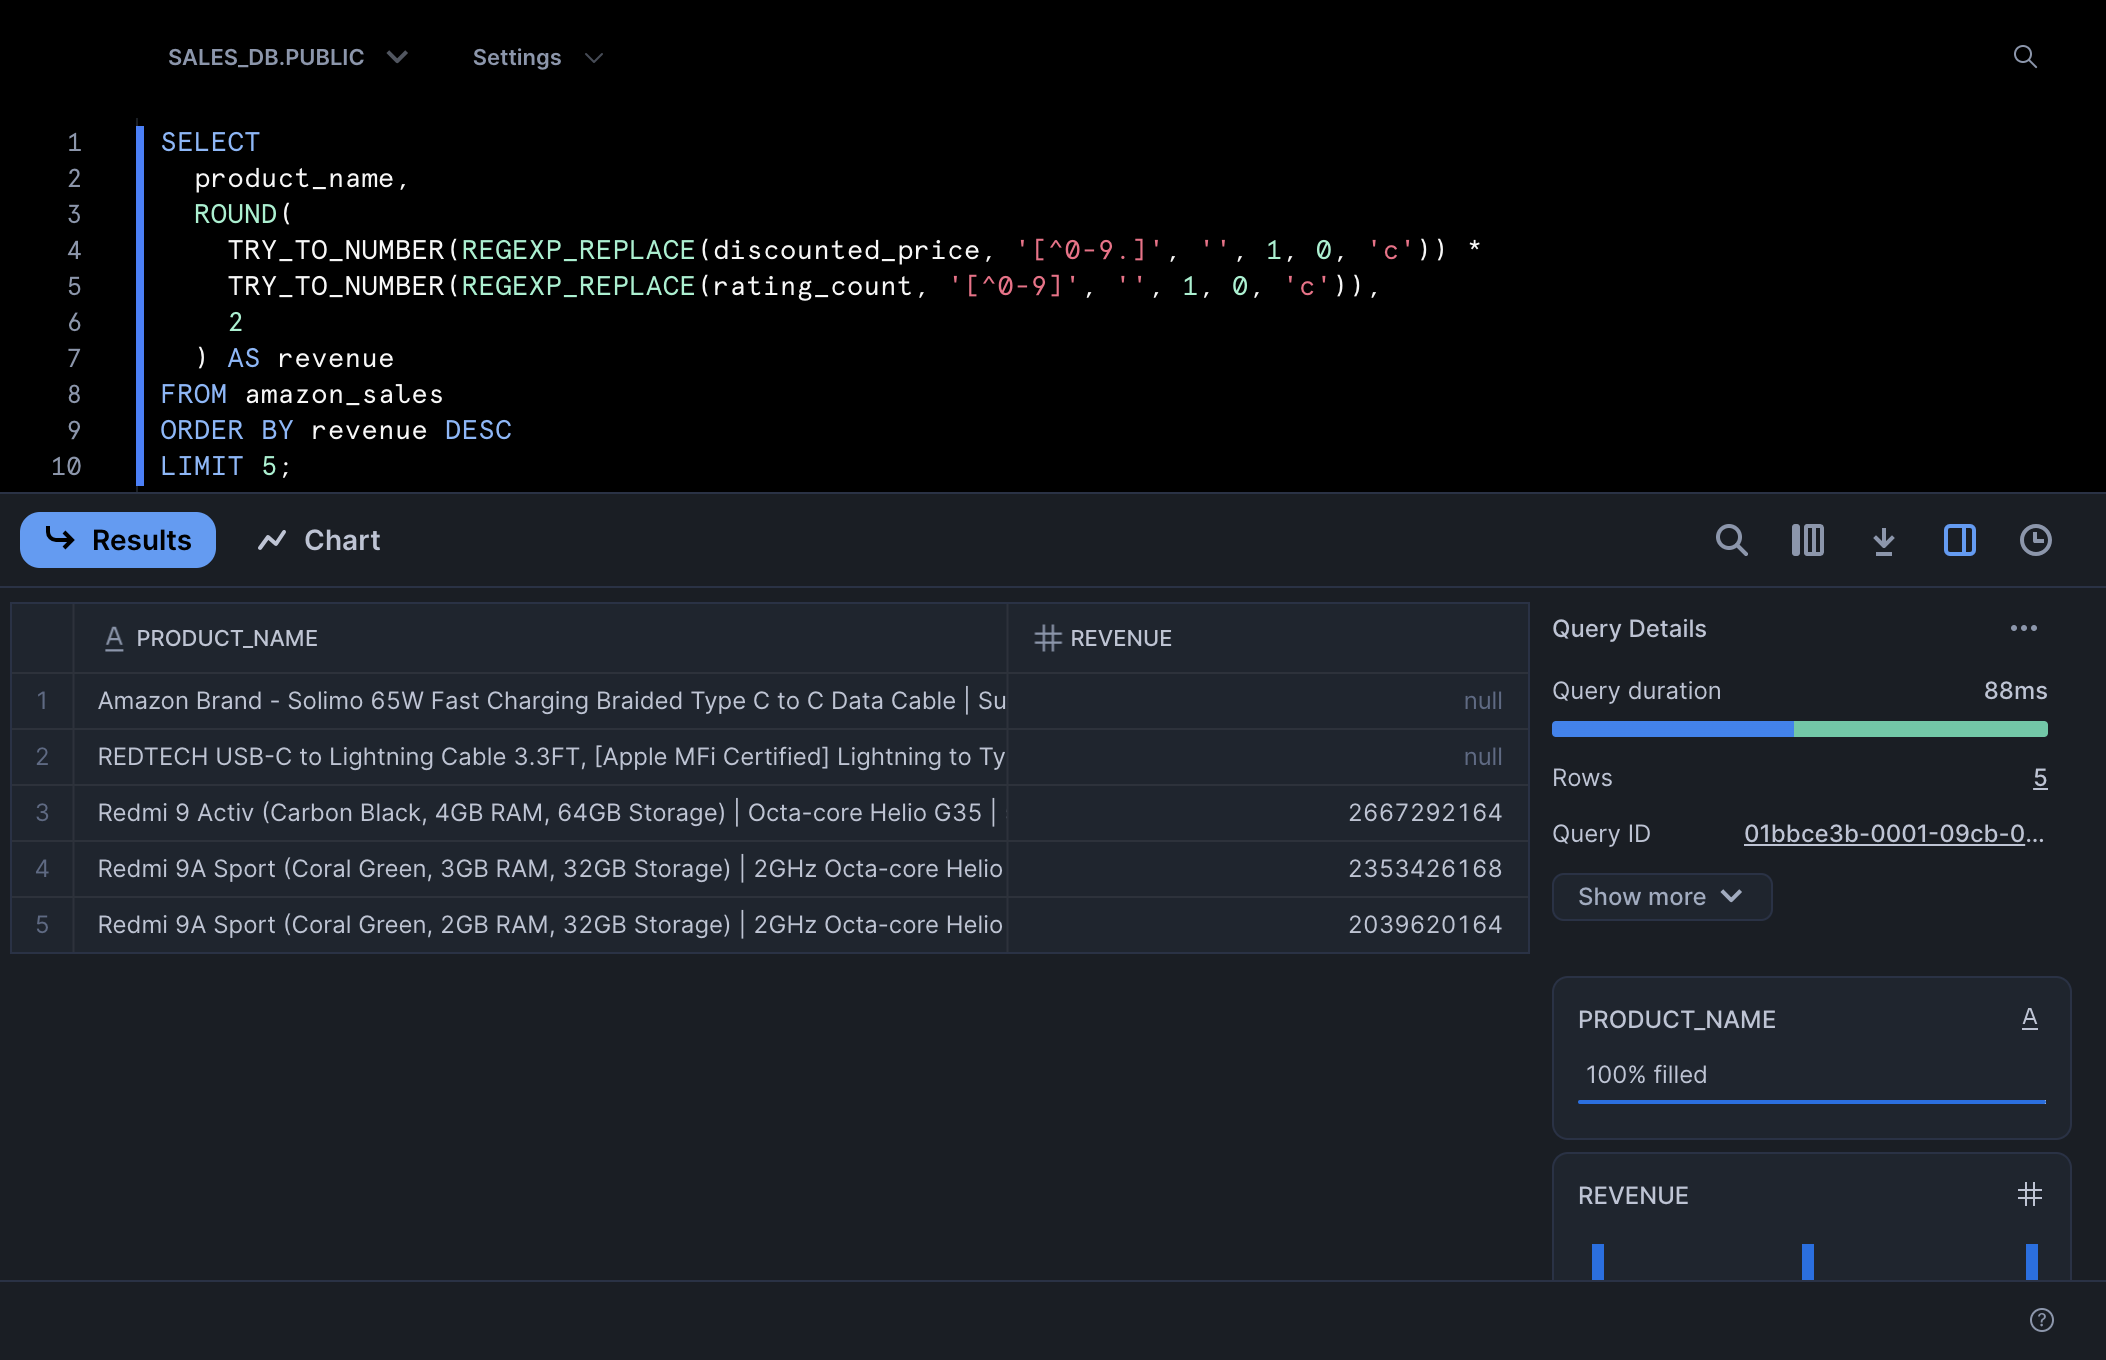 SALES_DB.PUBLIC Settings
1 SELECT
2 product_name,
3 ROUND(
4 TRY_TO_NUMBER(REGEXP_REPLACE(discounted_price, '[^0-9.]', '', 1, 0, 'c')) *
5 TRY_TO_NUMBER(REGEXP_REPLACE(rating_count, '[^0-9]', '', 1, 0, 'c')),
6 2
7 ) AS revenue
8 FROM amazon_sales
9 ORDER BY revenue DESC
10 LIMIT 5;
Results Chart
A PRODUCT_NAME # REVENUE
1 Amazon Brand - Solimo 65W Fast Charging Braided Type C to C Data Cable | Su null
2 REDTECH USB-C to Lightning Cable 3.3FT, [Apple MFi Certified] Lightning to Ty null
3 Redmi 9 Activ (Carbon Black, 4GB RAM, 64GB Storage) | Octa-core Helio G35 | 2667292164
4 Redmi 9A Sport (Coral Green, 3GB RAM, 32GB Storage) | 2GHz Octa-core Helio 2353426168
5 Redmi 9A Sport (Coral Green, 2GB RAM, 32GB Storage) | 2GHz Octa-core Helio 2039620164
Query Details ...
Query duration 88ms
Rows 5
Query ID 01bbce3b-0001-09cb-0...
Show more
PRODUCT_NAME A
100% filled
REVENUE #
?